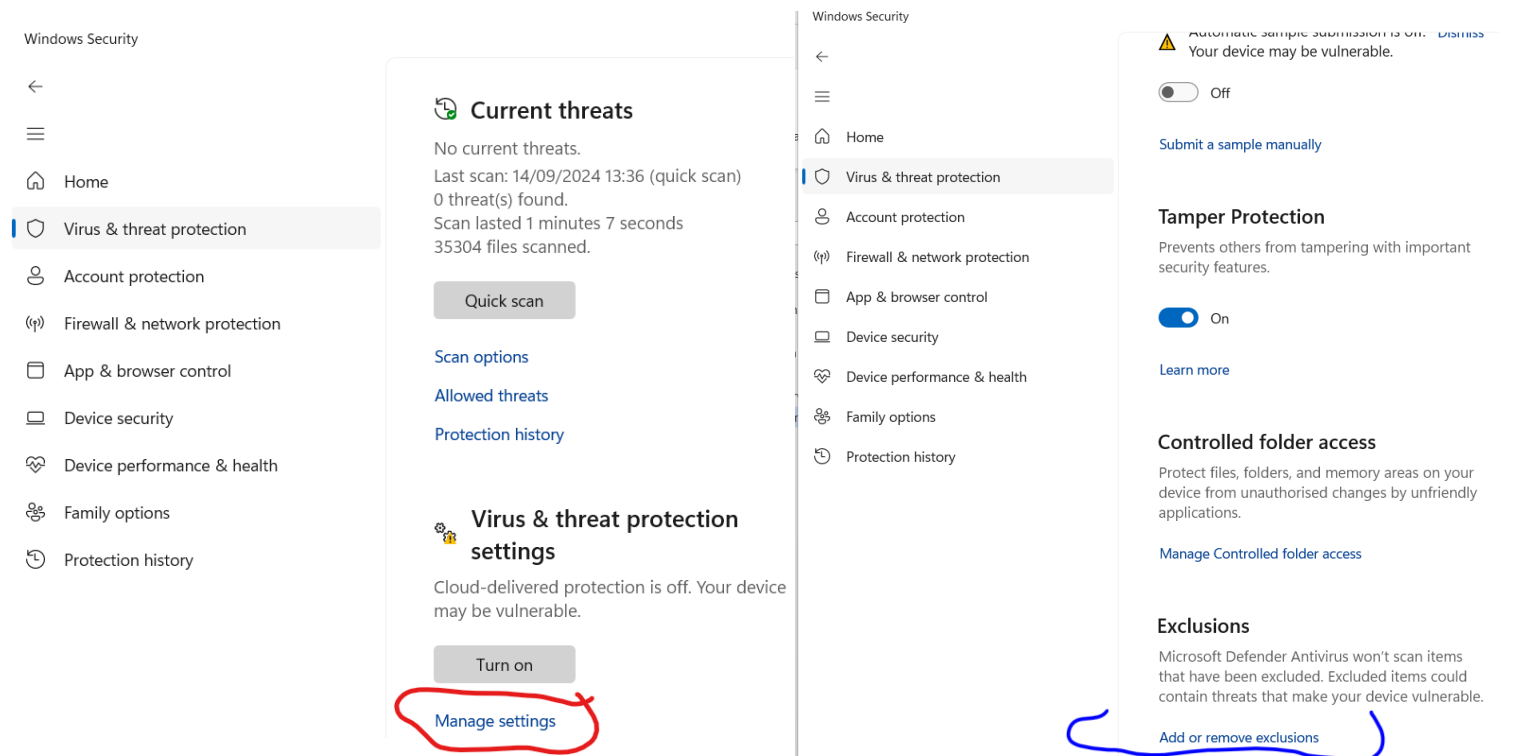 Windows Security
Home
Virus & threat protection
Account protection
Firewall & network protection
App & browser control
Device security
Device performance & health
Family options
Protection history
Current threats
No current threats.
Last scan: 14/09/2024 13:36 (quick scan)
0 threat(s) found.
Scan lasted 1 minutes 7 seconds
35304 files scanned.
Quick scan
Scan options
Allowed threats
Protection history
Virus & threat protection
settings
Cloud-delivered protection is off. Your device
may be vulnerable.
Turn on
Manage settings
Windows Security
Home
Virus & threat protection
Account protection
Firewall & network protection
App & browser control
Device security
Device performance & health
Family options
Protection history
Automatic sample submission is off. Dismiss
Your device may be vulnerable.
Off
Submit a sample manually
Tamper Protection
Prevents others from tampering with important
security features.
On
Learn more
Controlled folder access
Protect files, folders, and memory areas on your
device from unauthorised changes by unfriendly
applications.
Manage Controlled folder access
Exclusions
Microsoft Defender Antivirus won't scan items
that have been excluded. Excluded items could
contain threats that make your device vulnerable.
Add or remove exclusions